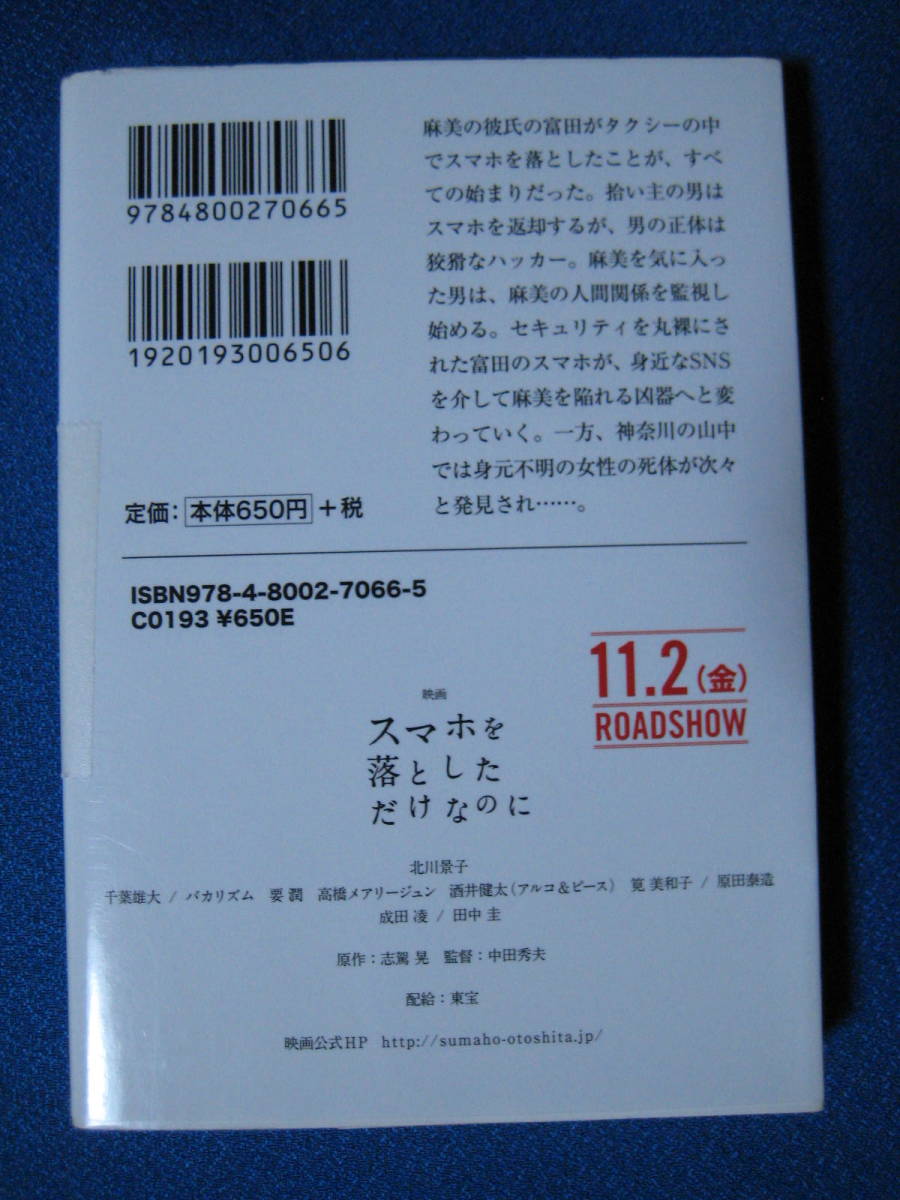 9784800270665
1920193006506
麻美の彼氏の富田がタクシーの中
でスマホを落としたことが、すべ
ての始まりだった。拾い主の男は
スマホを返却するが、男の正体は
狡猾なハッカー。麻美を気に入っ
た男は、麻美の人間関係を監視し
始める。セキュリティを丸裸にさ
れた富田のスマホが、身近なSNS
を介して麻美を陥れる凶器へと変
わっていく。一方、神奈川の山中
では身元不明の女性の死体が次々
と発見され……。
定価：本体650円＋税
ISBN978-4-8002-7066-5
C0193 ¥650E
11.2(金)
ROADSHOW
映画
スマホを
落とした
だけなのに
北川景子
千葉雄大 / バカリズム 要 潤 高橋メアリージュン 酒井健太(アルコ&ピース) 筧 美和子 / 原田泰造
成田 凌 / 田中 圭
原作：志駕 晃 監督：中田秀夫
配給：東宝
映画公式HP http://sumaho-otoshita.jp/